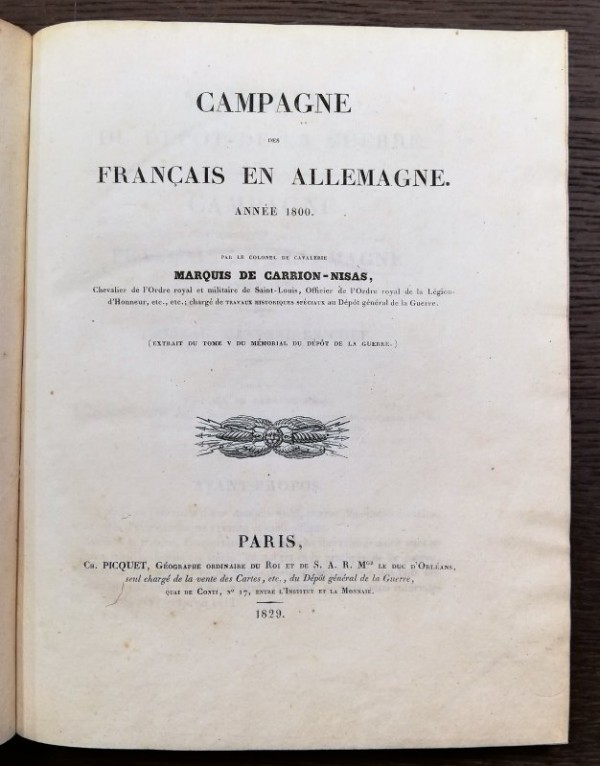 CAMPAGNE
DES
FRANÇAIS EN ALLEMAGNE.
ANNÉE 1800.
PAR LE COLONEL DE CAVALERIE
MARQUIS DE CARRION-NISAS,
Chevalier de l'Ordre royal et militaire de Saint-Louis, Officier de l'Ordre royal de la Légion-
d'Honneur, etc., etc.; chargé de TRAVAUX HISTORIQUES SPÉCIAUX au Dépôt général de la Guerre.
(EXTRAIT DU TOME V DU MÉMORIAL DU DÉPÔT DE LA GUERRE.)
PARIS,
CH. PICQUET, GÉOGRAPHE ORDINAIRE DU ROI ET DE S. A. R. MGR LE DUC D'ORLÉANS,
seul chargé de la vente des Cartes, etc., du Dépôt général de la Guerre,
QUAI DE CONTI, N° 17, ENTRE L'INSTITUT ET LA MONNAIE.
1829.